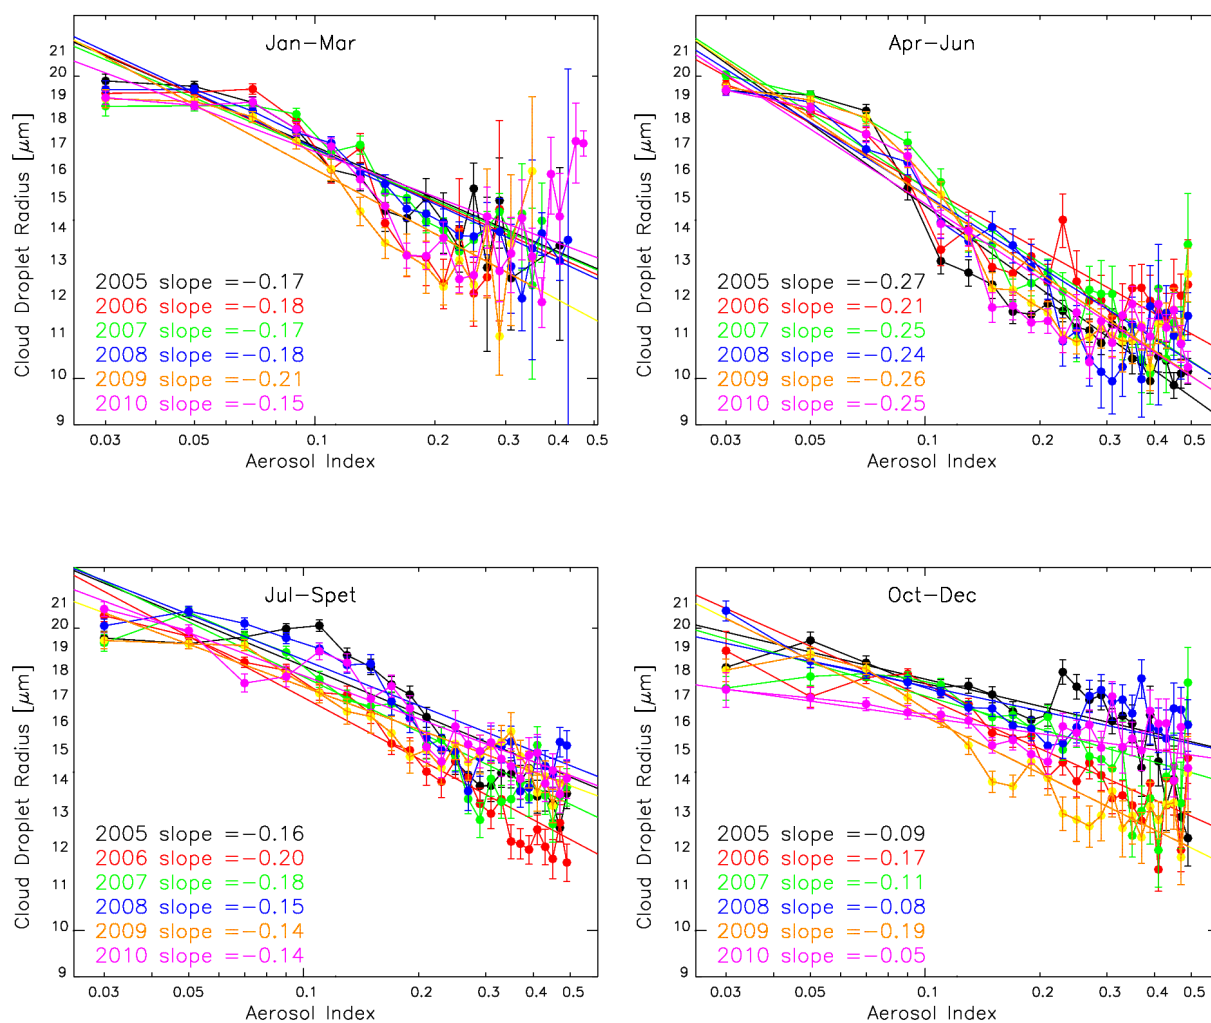 Jan-Mar
21
20
19
18
17
16
15
14
13
12
11
10
9
Cloud Droplet Radius [μm]
2005 slope =-0.17
2006 slope =-0.18
2007 slope =-0.17
2008 slope =-0.18
2009 slope =-0.21
2010 slope =-0.15
0.03 0.05 0.1 0.2 0.3 0.4 0.5
Aerosol Index
Apr-Jun
21
20
19
18
17
16
15
14
13
12
11
10
9
Cloud Droplet Radius [μm]
2005 slope =-0.27
2006 slope =-0.21
2007 slope =-0.25
2008 slope =-0.24
2009 slope =-0.26
2010 slope =-0.25
0.03 0.05 0.1 0.2 0.3 0.4 0.5
Aerosol Index
Jul-Spet
21
20
19
18
17
16
15
14
13
12
11
10
9
Cloud Droplet Radius [μm]
2005 slope =-0.16
2006 slope =-0.20
2007 slope =-0.18
2008 slope =-0.15
2009 slope =-0.14
2010 slope =-0.14
0.03 0.05 0.1 0.2 0.3 0.4 0.5
Aerosol Index
Oct-Dec
21
20
19
18
17
16
15
14
13
12
11
10
9
Cloud Droplet Radius [μm]
2005 slope =-0.09
2006 slope =-0.17
2007 slope =-0.11
2008 slope =-0.08
2009 slope =-0.19
2010 slope =-0.05
0.03 0.05 0.1 0.2 0.3 0.4 0.5
Aerosol Index